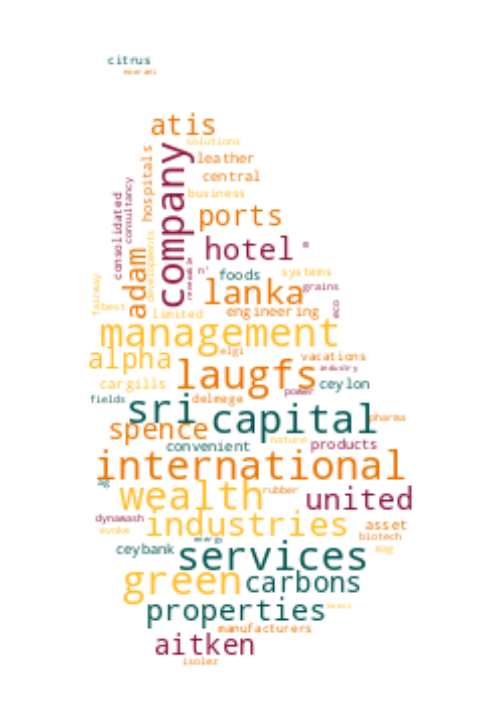 citrus
noorani
atis
solutions
leather
central
business
hospitals
company
consolidated
consultancy
ports
hotel
adam
developments
renewable
n'
foods
systems
lanka
grains
fairway
best
limited
engineering
eco
management
alpha
elgi
vacations
laugfs
industry
cargills
ceylon
power
fields
sri
delmege
capital
pharma
spence
convenient
nature
products
international
ag
wealth
rubber
united
dynawash
industries
asset
evoke
biotech
energy
ceybank
services
mag
green
carbons
properties
manufacturers
aitken
isolez